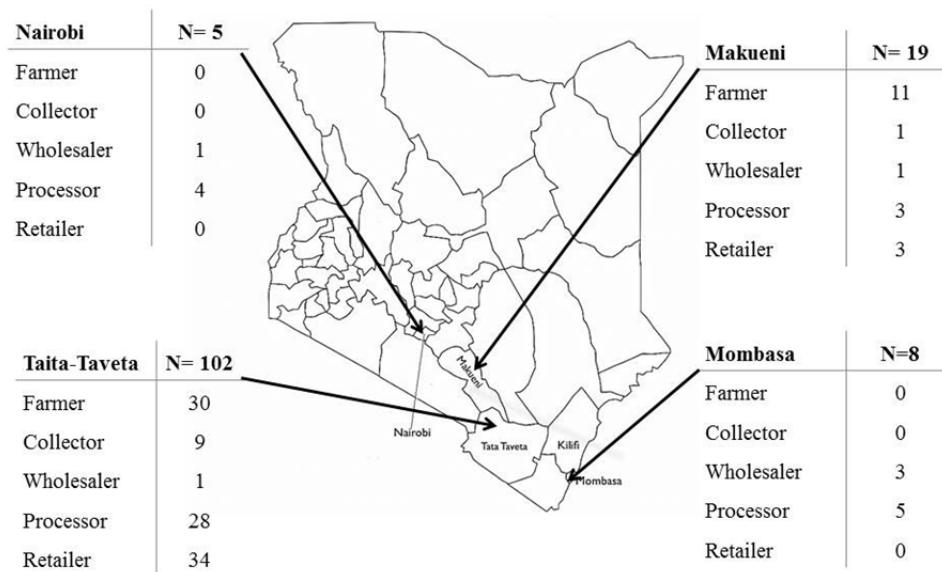 Nairobi N= 5
Farmer 0
Collector 0
Wholesaler 1
Processor 4
Retailer 0
Makueni N= 19
Farmer 11
Collector 1
Wholesaler 1
Processor 3
Retailer 3
Taita-Taveta N= 102
Farmer 30
Collector 9
Wholesaler 1
Processor 28
Retailer 34
Makueni
Nairobi
Tata Taveta
Kilifi
Mombasa
Mombasa N=8
Farmer 0
Collector 0
Wholesaler 3
Processor 5
Retailer 0